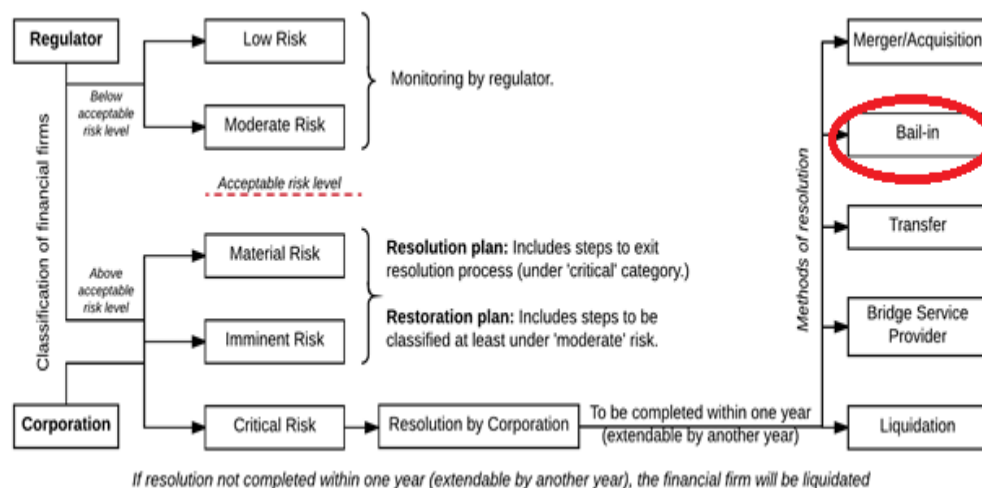 Regulator
Low Risk
Merger/Acquisition
Monitoring by regulator.
Below
acceptable
risk level
Moderate Risk
Bail-in
Acceptable risk level
Classification of financial firms
Methods of resolution
Material Risk
Resolution plan: Includes steps to exit
resolution process (under 'critical' category.)
Transfer
Above
acceptable
risk level
Restoration plan: Includes steps to be
classified at least under 'moderate' risk.
Imminent Risk
Bridge Service
Provider
Corporation
Critical Risk
Resolution by Corporation
To be completed within one year
(extendable by another year)
Liquidation
If resolution not completed within one year (extendable by another year), the financial firm will be liquidated